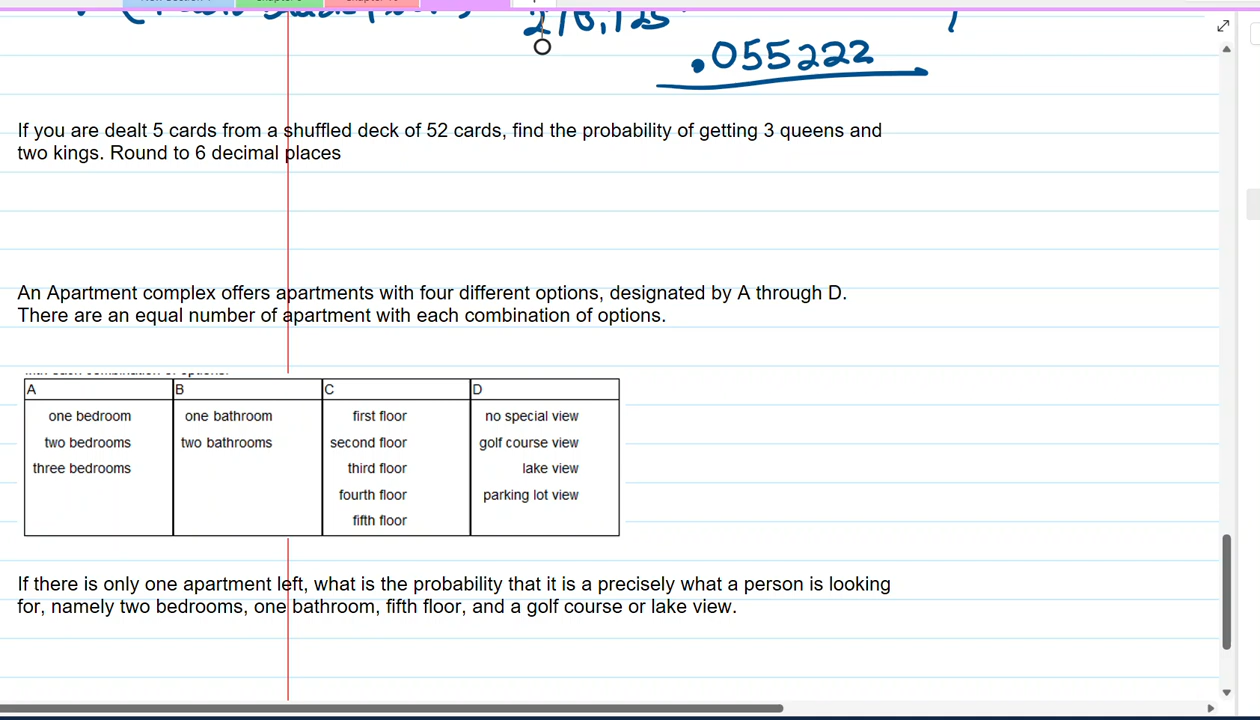 .055222
If you are dealt 5 cards from a shuffled deck of 52 cards, find the probability of getting 3 queens and
two kings. Round to 6 decimal places
An Apartment complex offers apartments with four different options, designated by A through D.
There are an equal number of apartment with each combination of options.
A B C D
one bedroom one bathroom first floor no special view
two bedrooms two bathrooms second floor golf course view
three bedrooms third floor lake view
fourth floor parking lot view
fifth floor
If there is only one apartment left, what is the probability that it is a precisely what a person is looking
for, namely two bedrooms, one bathroom, fifth floor, and a golf course or lake view.